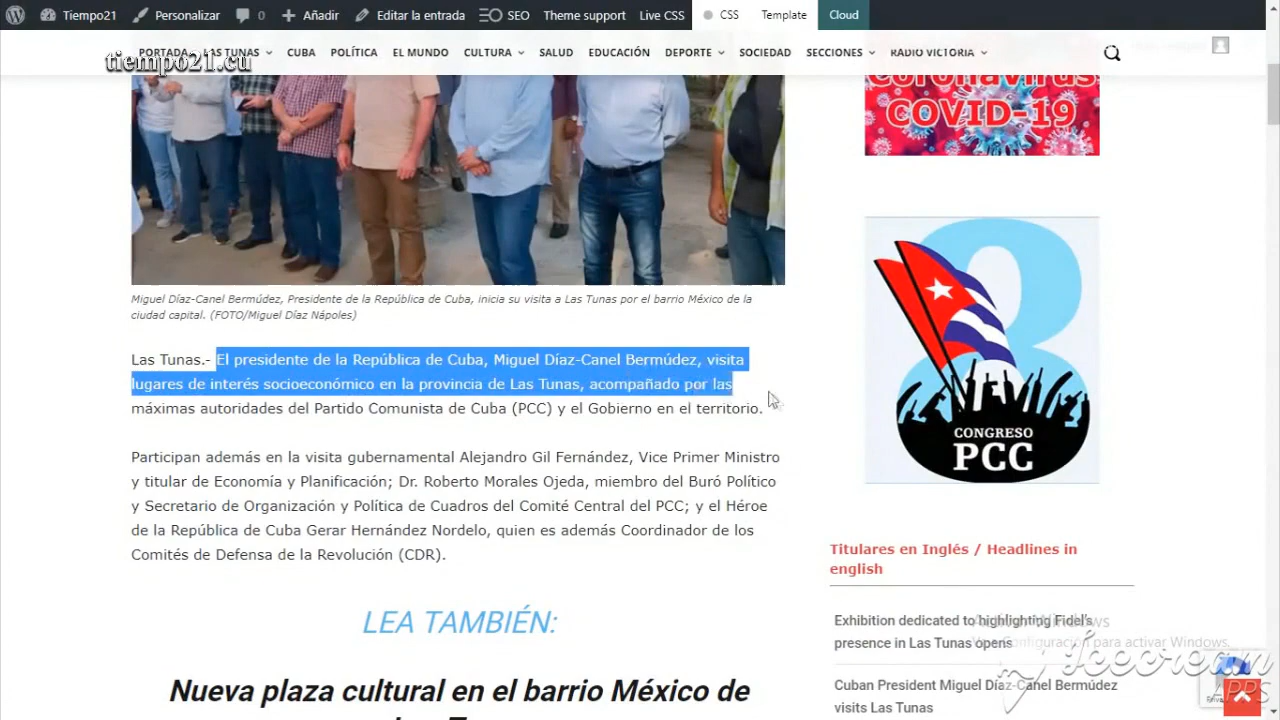 Tiempo21 Personalizar 0 Añadir Editar la entrada SEO Theme support Live CSS CSS Template Cloud
tiempo21.cu
PORTADA LAS TUNAS CUBA POLÍTICA EL MUNDO CULTURA SALUD EDUCACIÓN DEPORTE SOCIEDAD SECCIONES RADIO VICTORIA
Coronavirus
COVID-19
Miguel Díaz-Canel Bermúdez, Presidente de la República de Cuba, inicia su visita a Las Tunas por el barrio México de la
ciudad capital. (FOTO/Miguel Díaz Nápoles)
Las Tunas.- El presidente de la República de Cuba, Miguel Díaz-Canel Bermúdez, visita
lugares de interés socioeconómico en la provincia de Las Tunas, acompañado por las
máximas autoridades del Partido Comunista de Cuba (PCC) y el Gobierno en el territorio.
Participan además en la visita gubernamental Alejandro Gil Fernández, Vice Primer Ministro
y titular de Economía y Planificación; Dr. Roberto Morales Ojeda, miembro del Buró Político
y Secretario de Organización y Política de Cuadros del Comité Central del PCC; y el Héroe
de la República de Cuba Gerar Hernández Nordelo, quien es además Coordinador de los
Comités de Defensa de la Revolución (CDR).
LEA TAMBIÉN:
Nueva plaza cultural en el barrio México de
8
CONGRESO
PCC
Titulares en Inglés / Headlines in
english
Exhibition dedicated to highlighting Fidel's
presence in Las Tunas opens
Cuban President Miguel Díaz-Canel Bermúdez
visits Las Tunas
Activar Windows
Ve a Configuración para activar Windows.
Icecream
APPS